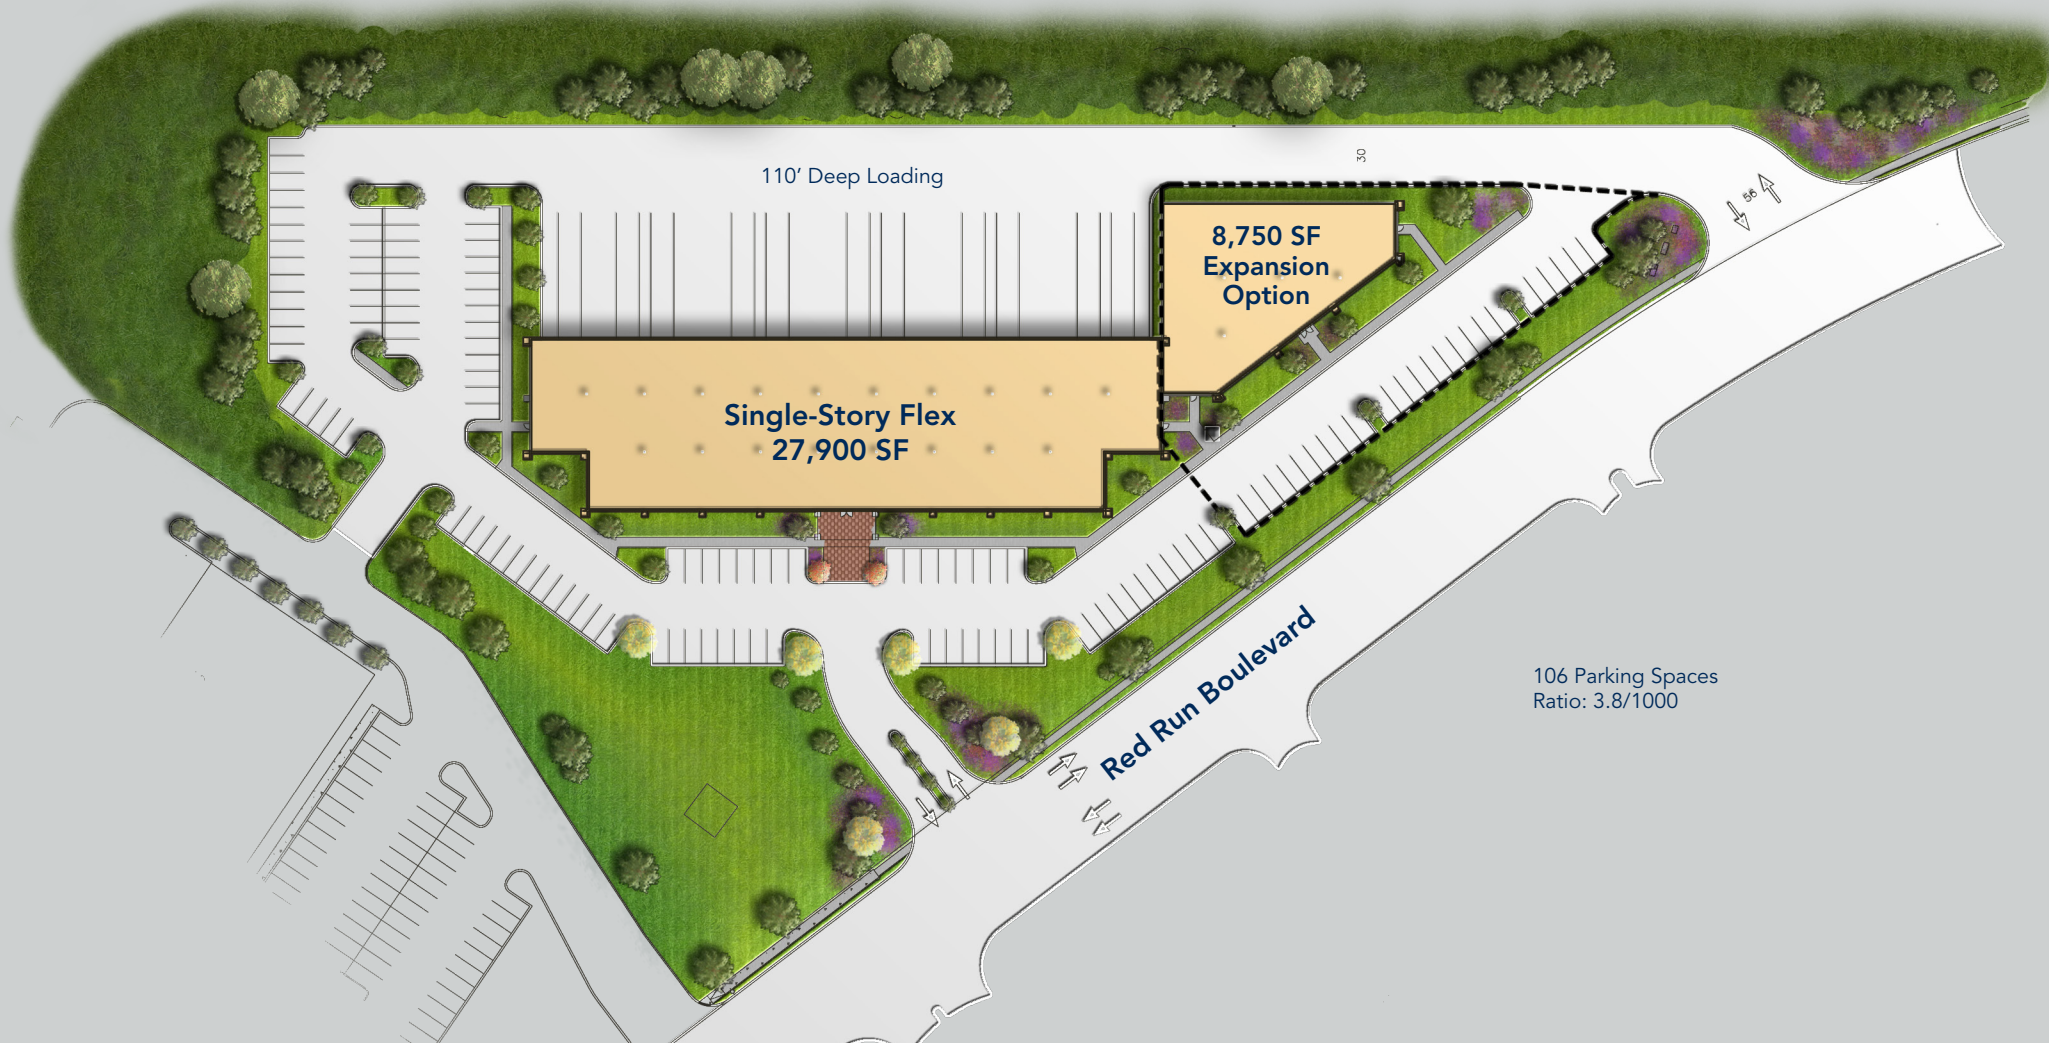 110' Deep Loading
30
56
8,750 SF
Expansion
Option
Single-Story Flex
27,900 SF
Red Run Boulevard
106 Parking Spaces
Ratio: 3.8/1000